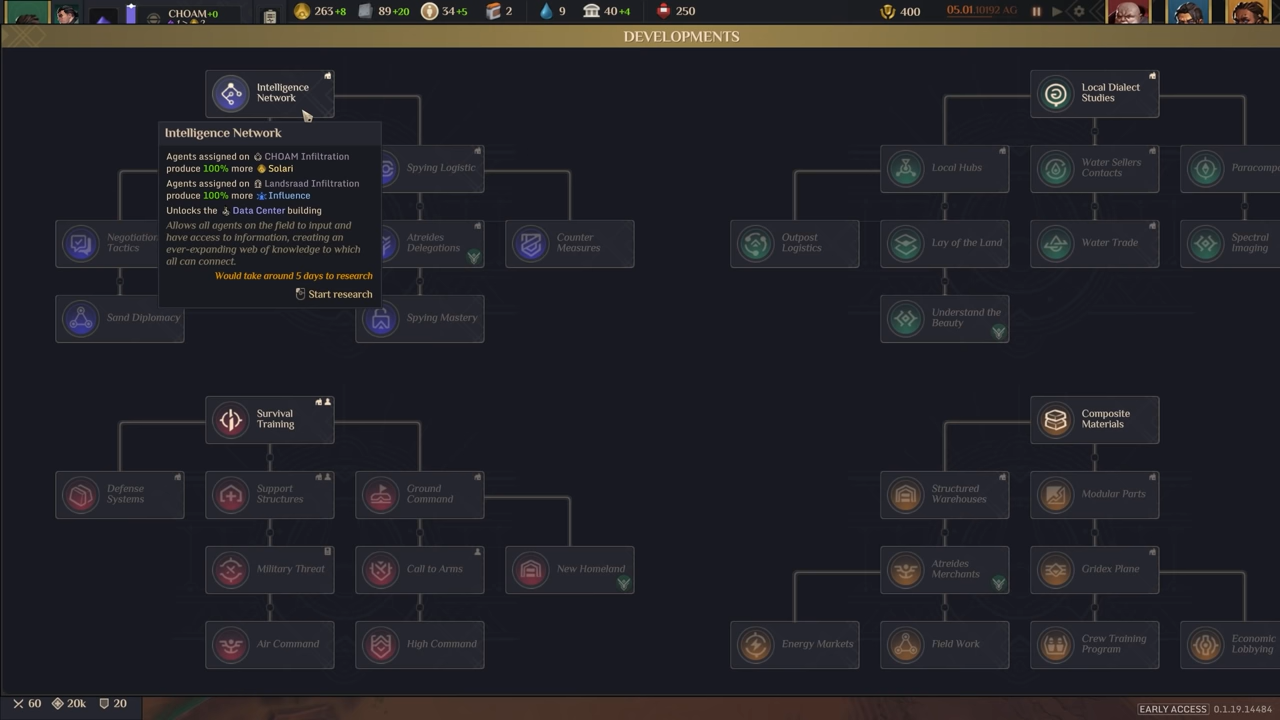 CHOAM+0
263+8
89+20
34+5
2
9
40+4
250
400
05.01.10192 AG
DEVELOPMENTS
Intelligence
Network
Local Dialect
Studies
Intelligence Network
Agents assigned on CHOAM Infiltration
produce 100% more Solari
Agents assigned on Landsraad Infiltration
produce 100% more Influence
Unlocks the Data Center building
Allows all agents on the field to input and
have access to information, creating an
ever-expanding web of knowledge to which
all can connect.
Would take around 5 days to research
Start research
Spying Logistic
Local Hubs
Water Sellers
Contacts
Paracomp
Negotiation
Tactics
Atreides
Delegations
Counter
Measures
Outpost
Logistics
Lay of the Land
Water Trade
Spectral
Imaging
Sand Diplomacy
Spying Mastery
Understand the
Beauty
Survival
Training
Composite
Materials
Defense
Systems
Support
Structures
Ground
Command
Structured
Warehouses
Modular Parts
Military Threat
Call to Arms
New Homeland
Atreides
Merchants
Gridex Plane
Air Command
High Command
Energy Markets
Field Work
Crew Training
Program
Economic
Lobbying
60
20k
20
EARLY ACCESS 0.1.19.14484